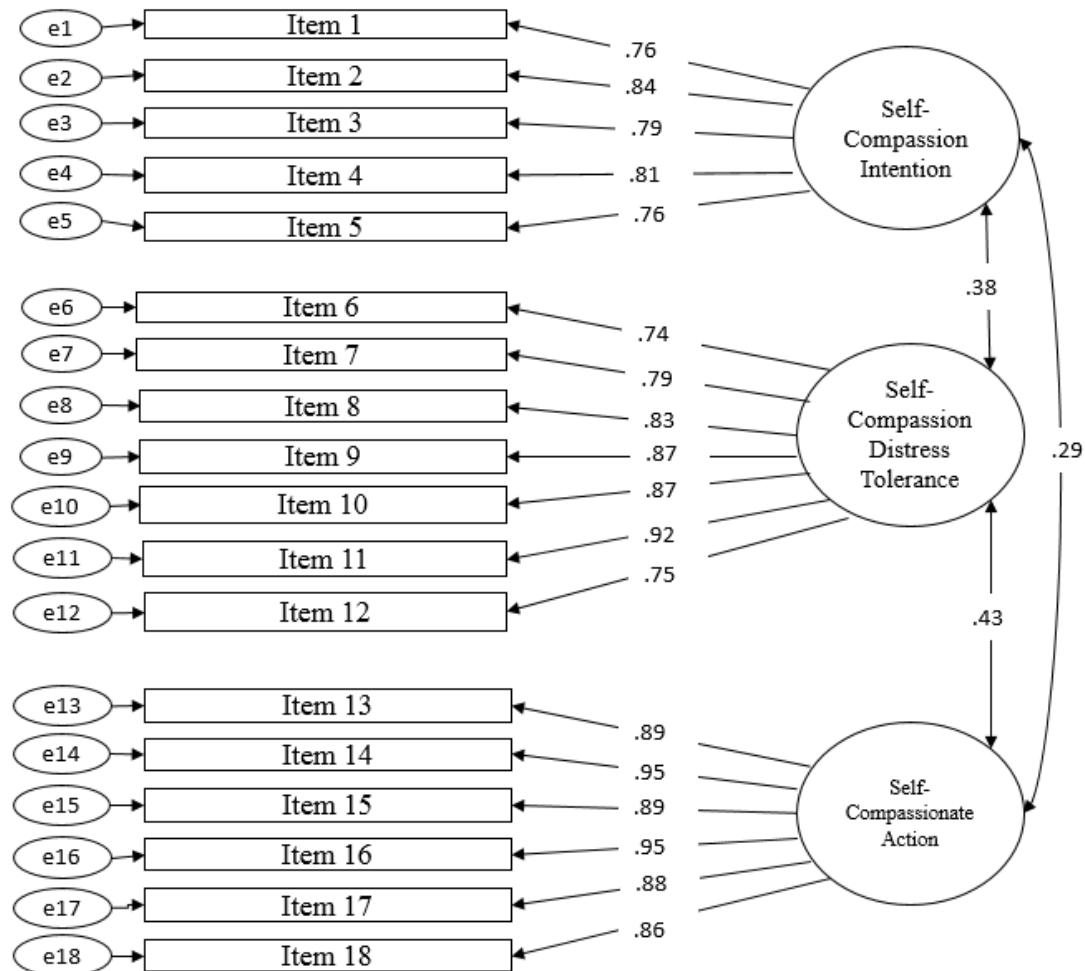 e1 Item 1
.76
e2 Item 2
.84
e3 Item 3
.79
e4 Item 4
.81
e5 Item 5
.76
Self-
Compassion
Intention
.38
e6 Item 6
.74
e7 Item 7
.79
e8 Item 8
.83
e9 Item 9
.87
e10 Item 10
.87
e11 Item 11
.92
e12 Item 12
.75
Self-
Compassion
Distress
Tolerance
.29
.43
e13 Item 13
.89
e14 Item 14
.95
e15 Item 15
.89
e16 Item 16
.95
e17 Item 17
.88
e18 Item 18
.86
Self-
Compassionate
Action